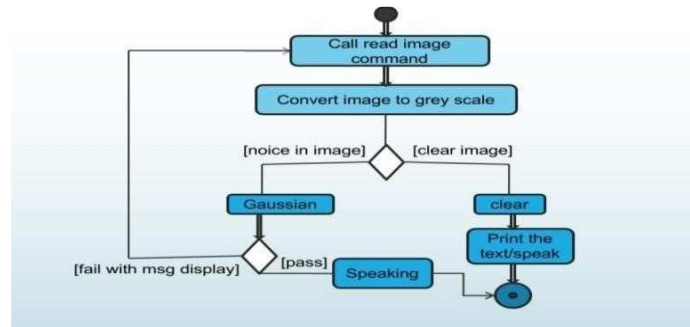 Call read image
command
Convert image to grey scale
[noice in image]
[clear image]
Gaussian
clear
Print the
text/speak
[fail with msg display]
[pass]
Speaking